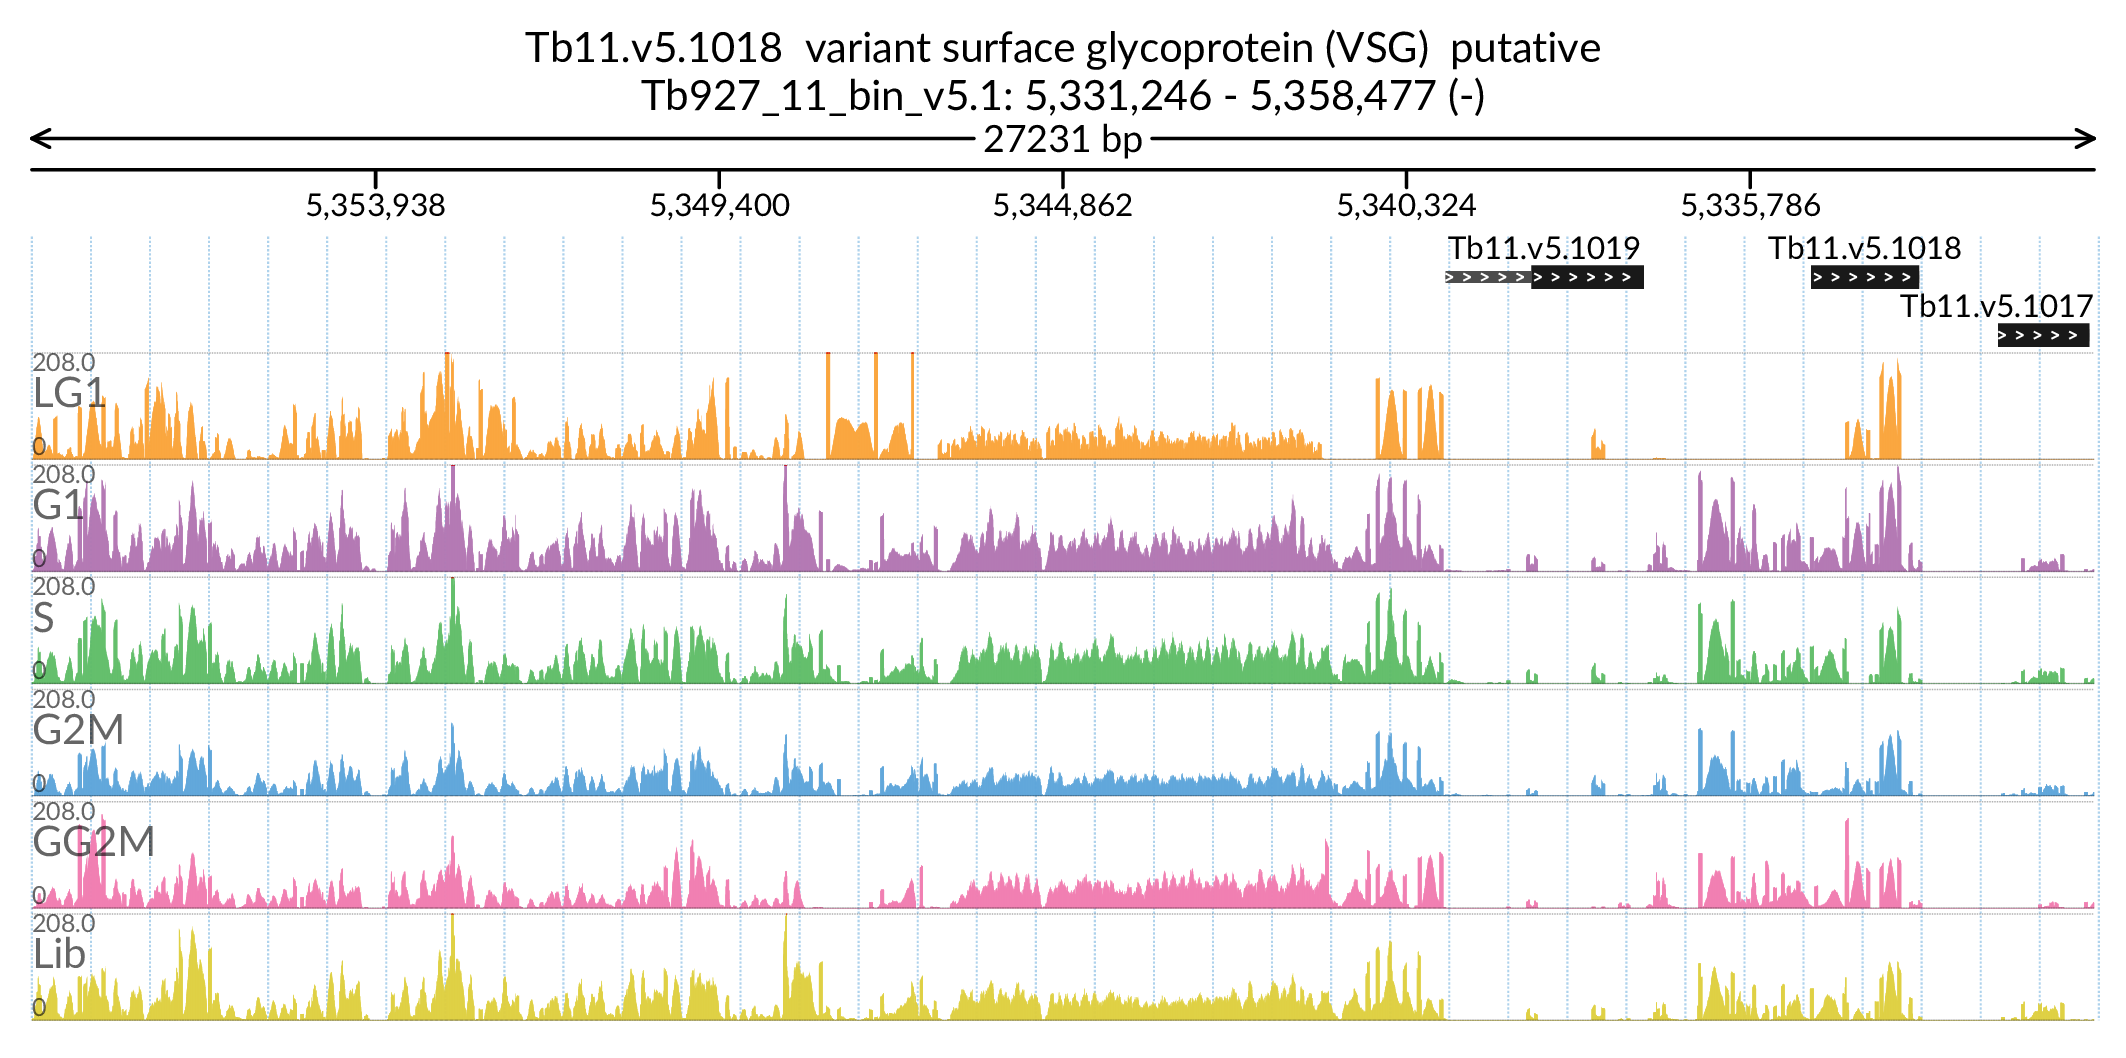 Tb11.v5.1018 variant surface glycoprotein (VSG) putative
Tb927_11_bin_v5.1: 5,331,246 - 5,358,477 (-)
27231 bp
5,353,938 5,349,400 5,344,862 5,340,324 5,335,786
Tb11.v5.1019 Tb11.v5.1018
Tb11.v5.1017
208.0
LG1
0
208.0
G1
0
208.0
S
0
208.0
G2M
0
208.0
GG2M
0
208.0
Lib
0